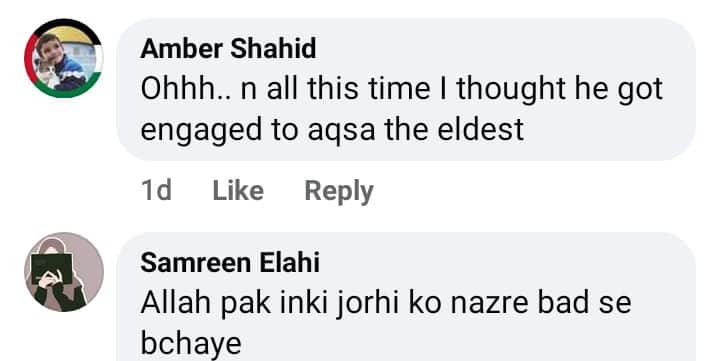 Amber Shahid
Ohhh.. n all this time I thought he got
engaged to aqsa the eldest
1d Like Reply
Samreen Elahi
Allah pak inki jorhi ko nazre bad se
bchaye